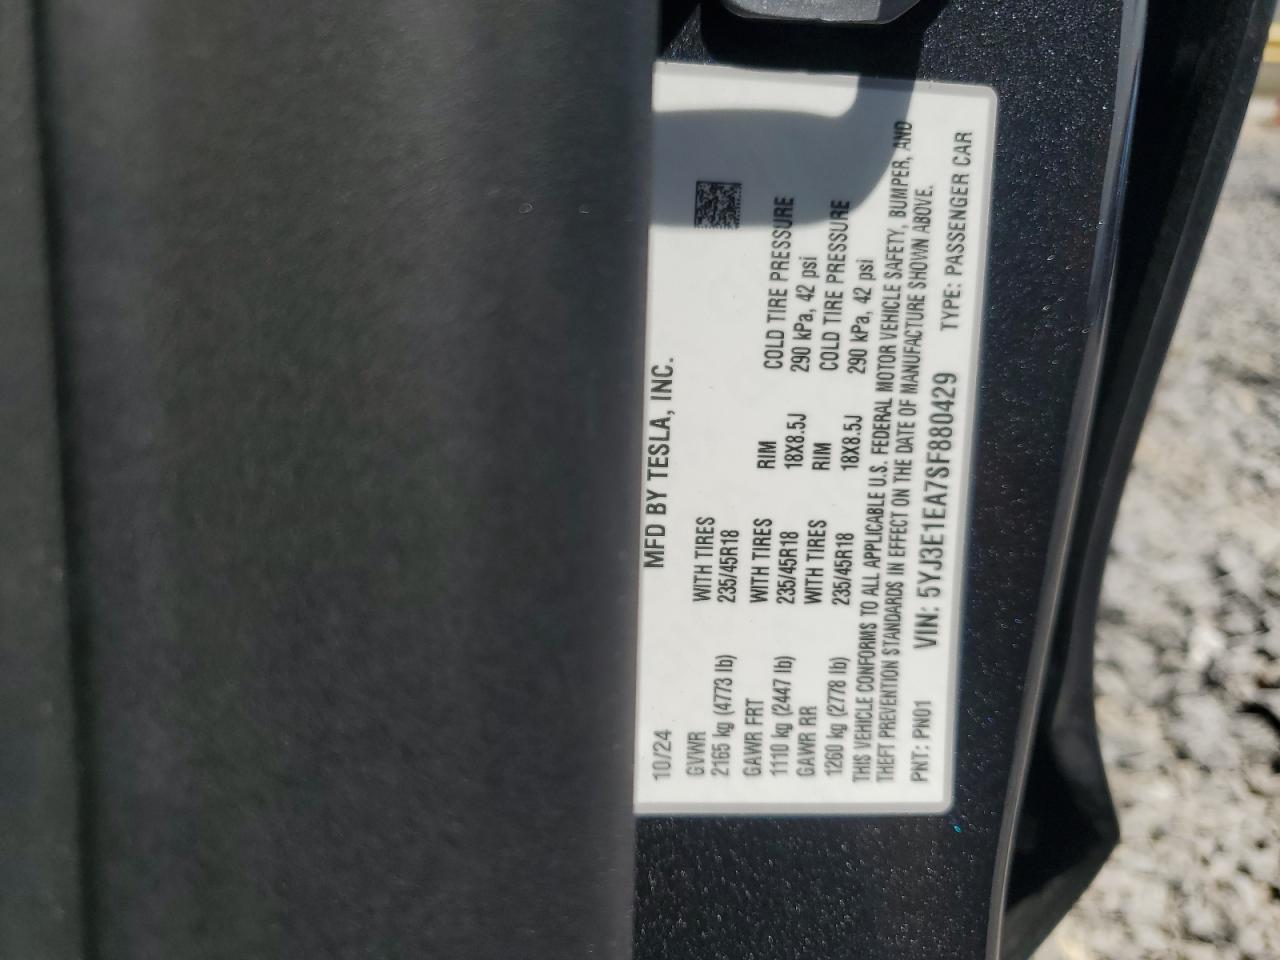 MFD BY TESLA, INC.
10/24
GVWR
2165 kg (4773 lb)
WITH TIRES
235/45R18
GAWR FRT
1110 kg (2447 lb)
WITH TIRES
235/45R18
RIM
18X8.5J
COLD TIRE PRESSURE
290 kPa, 42 psi
GAWR RR
1260 kg (2778 lb)
WITH TIRES
235/45R18
RIM
18X8.5J
COLD TIRE PRESSURE
290 kPa, 42 psi
THIS VEHICLE CONFORMS TO ALL APPLICABLE U.S. FEDERAL MOTOR VEHICLE SAFETY, BUMPER, AND
THEFT PREVENTION STANDARDS IN EFFECT ON THE DATE OF MANUFACTURE SHOWN ABOVE.
PNT: PN01 VIN: 5YJ3E1EA7SF880429 TYPE: PASSENGER CAR